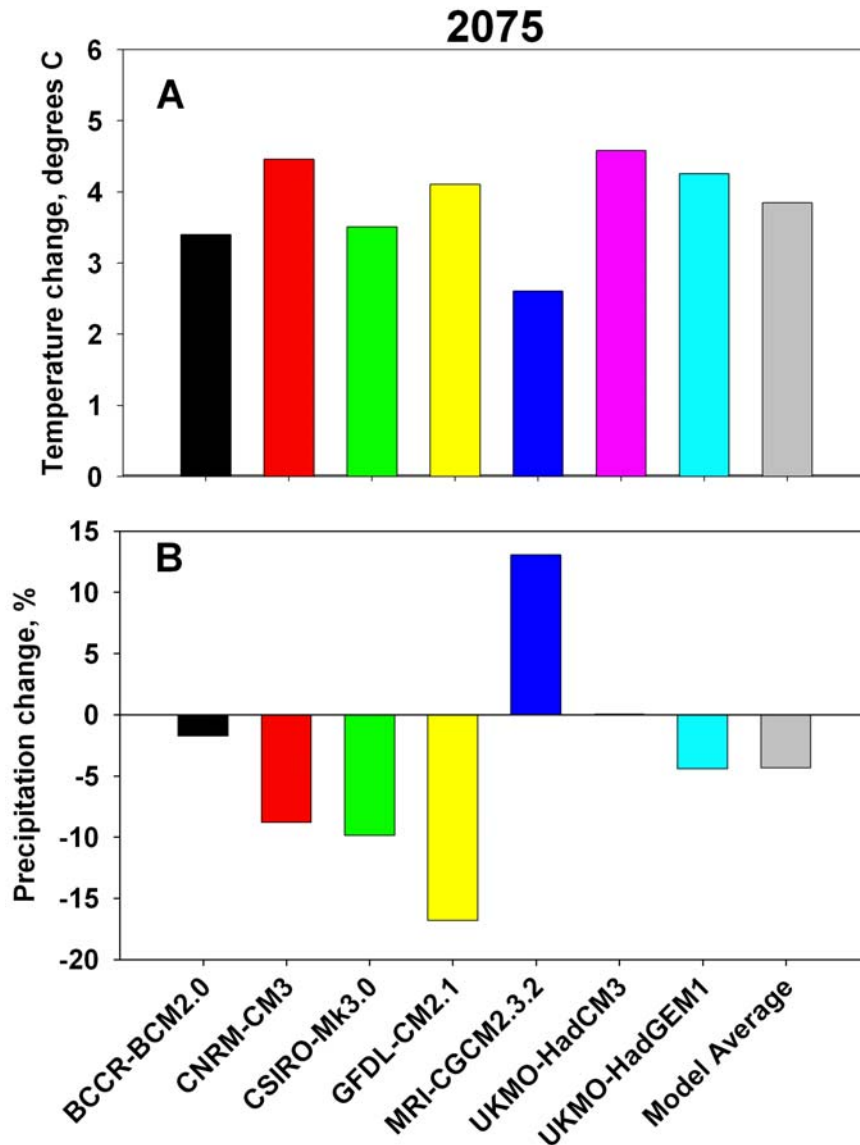 2075
A
Temperature change, degrees C
6
5
4
3
2
1
0
B
Precipitation change, %
15
10
5
0
-5
-10
-15
-20
BCCR-BCM2.0
CNRM-CM3
CSIRO-Mk3.0
GFDL-CM2.1
MRI-CGCM2.3.2
UKMO-HadCM3
UKMO-HadGEM1
Model Average